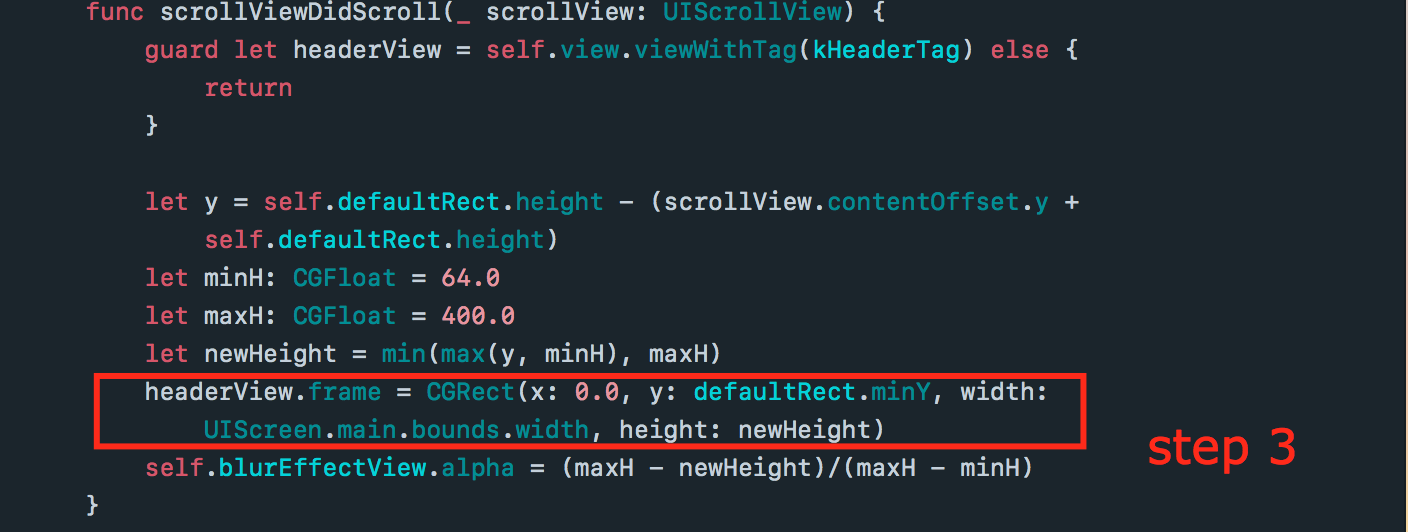 func scrollViewDidScroll(_ scrollView: UIScrollView) {
guard let headerView = self.view.viewWithTag(kHeaderTag) else {
return
}
let y = self.defaultRect.height - (scrollView.contentOffset.y +
self.defaultRect.height)
let minH: CGFloat = 64.0
let maxH: CGFloat = 400.0
let newHeight = min(max(y, minH), maxH)
headerView.frame = CGRect(x: 0.0, y: defaultRect.minY, width:
UIScreen.main.bounds.width, height: newHeight)
step 3
self.blurEffectView.alpha = (maxH - newHeight)/(maxH - minH)
}